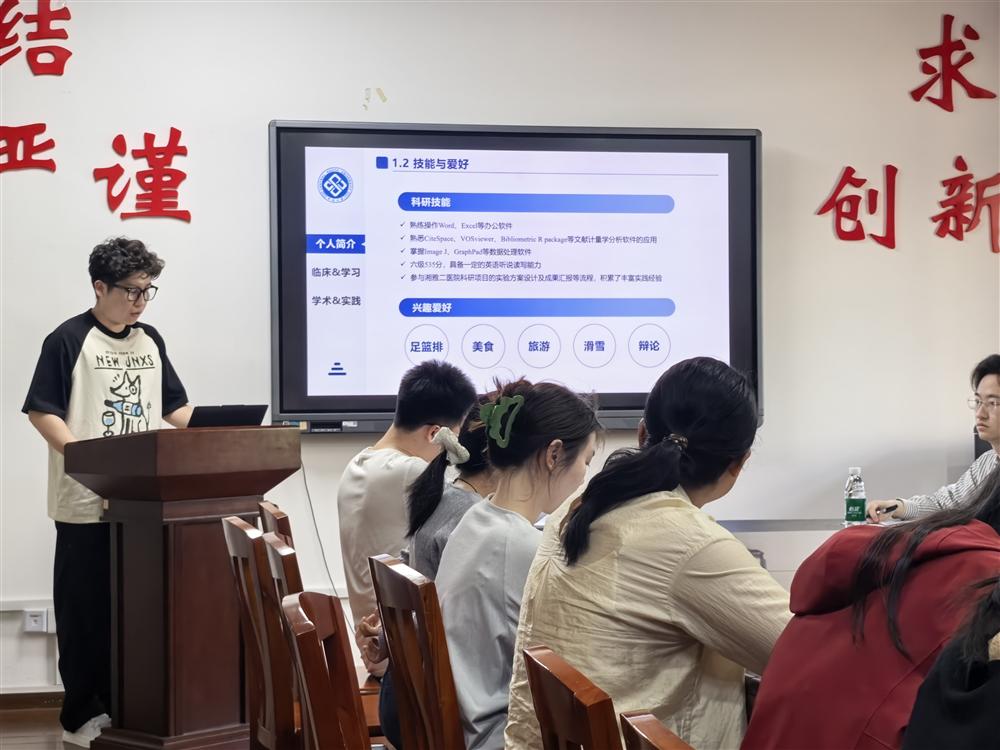 结
严
谨
求
创
新
1.2 技能与爱好
个人简介
临床&学习
学术&实践
科研技能
✓ 熟练操作Word、Excel等办公软件
✓ 熟悉CiteSpace、VOSviewer、Bibliometric R package等文献计量学分析软件的应用
✓ 掌握Image J、GraphPad等数据处理软件
✓ 六级535分，具备一定的英语听说读写能力
✓ 参与湘雅二医院科研项目的实验方案设计及成果汇报等流程，积累了丰富实践经验
兴趣爱好
足篮排 美食 旅游 滑雪 辩论
NEW JNXS